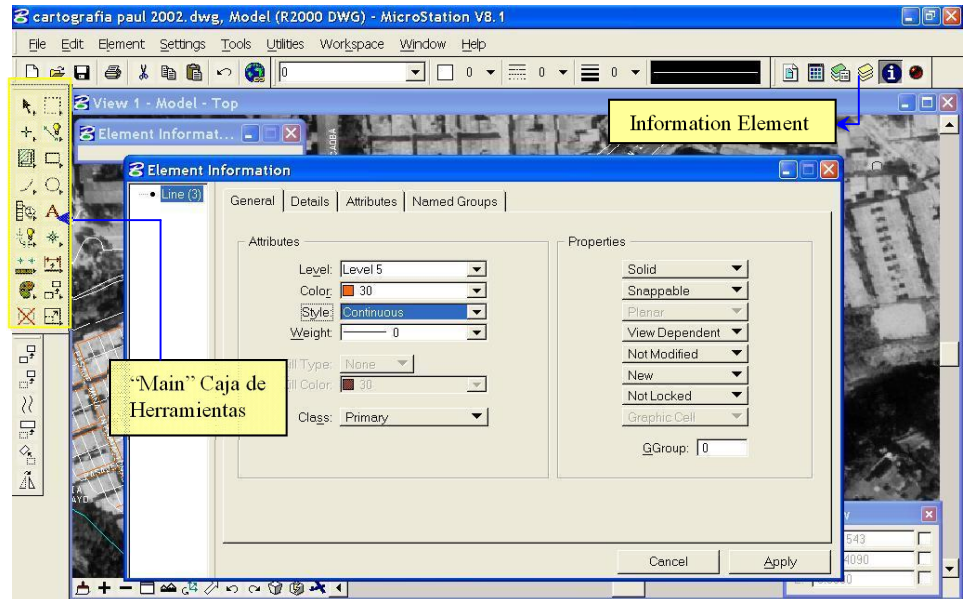 cartografia paul 2002.dwg, Model (R2000 DWG) - MicroStation V8.1
File Edit Element Settings Tools Utilities Workspace Window Help
0 0 0 0
View 1 - Model - Top
Information Element
Element Informat...
Element Information
Line (3)
General Details Attributes Named Groups
Attributes
Properties
Level: Level 5
Solid
Color: 30
Snappable
Style: Continuous
Planar
Weight: 0
View Dependent
Not Modified
Fill Type: None
New
Fill Color: 30
Not Locked
Class: Primary
Graphic Cell
GGroup: 0
"Main" Caja de
Herramientas
Cancel Apply
543
4090